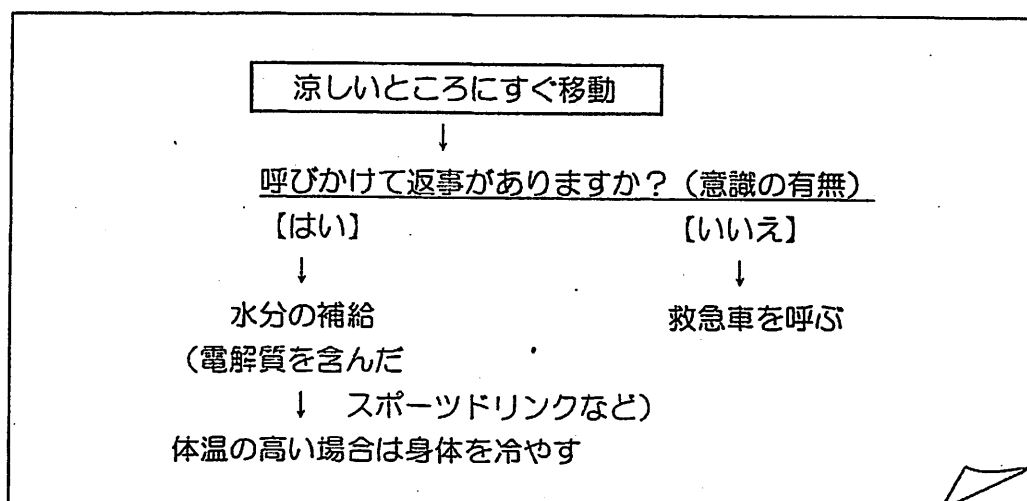 涼しいところにすぐ移動
↓
呼びかけて返事がありますか？（意識の有無）
【はい】 【いいえ】
↓ ↓
水分の補給 救急車を呼ぶ
（電解質を含んだ
↓ スポーツドリンクなど）
体温の高い場合は身体を冷やす